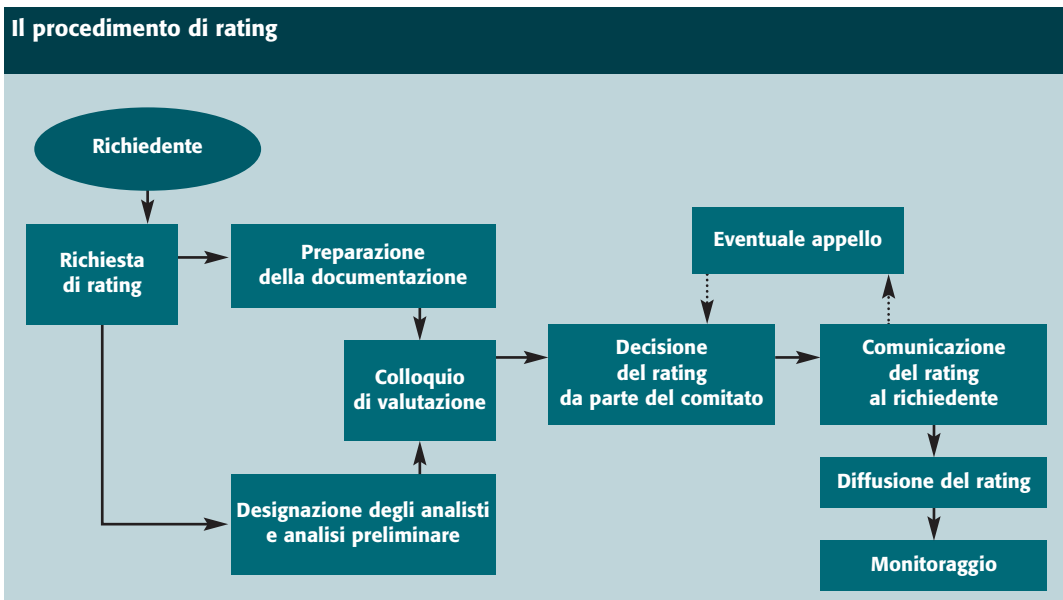 Il procedimento di rating
Richiedente
Richiesta
di rating
Preparazione
della documentazione
Colloquio
di valutazione
Designazione degli analisti
e analisi preliminare
Decisione
del rating
da parte del comitato
Eventuale appello
Comunicazione
del rating
al richiedente
Diffusione del rating
Monitoraggio